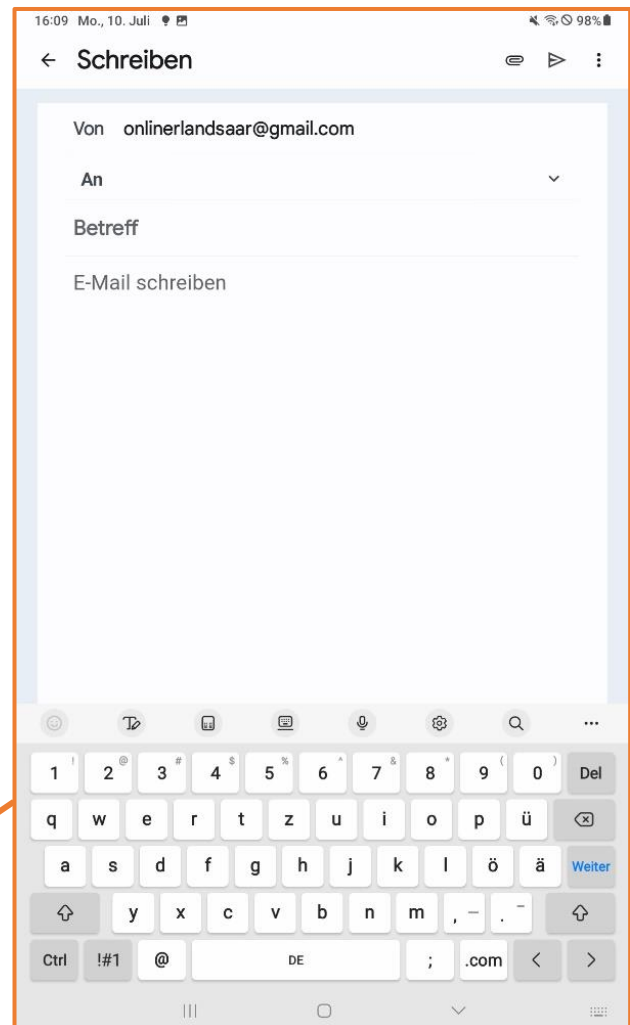 16:09 Mo., 10. Juli 98%
Schreiben
Von onlinerlandsaar@gmail.com
An
Betreff
E-Mail schreiben
1 ! 2 @ 3 # 4 $ 5 % 6 ^ 7 & 8 * 9 ( 0 ) Del
q w e r t z u i o p ü
a s d f g h j k l ö ä Weiter
y x c v b n m , – . -
Ctrl !#1 @ DE ; .com < >